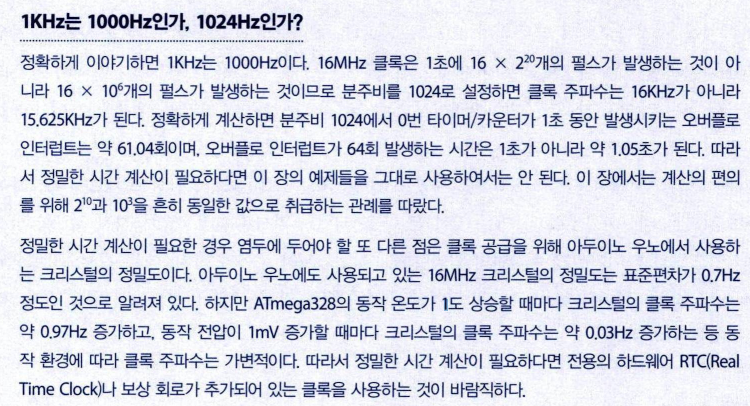 1KHz는 1000Hz인가, 1024Hz인가?
정확하게 이야기하면 1KHz는 1000Hz이다. 16MHz 클록은 1초에 16 × 2²⁰개의 펄스가 발생하는 것이 아
니라 16 × 10⁶개의 펄스가 발생하는 것이므로 분주비를 1024로 설정하면 클록 주파수는 16KHz가 아니라
15.625KHz가 된다. 정확하게 계산하면 분주비 1024에서 0번 타이머/카운터가 1초 동안 발생시키는 오버플로
인터럽트는 약 61.04회이며, 오버플로 인터럽트가 64회 발생하는 시간은 1초가 아니라 약 1.05초가 된다. 따라
서 정밀한 시간 계산이 필요하다면 이 장의 예제들을 그대로 사용하여서는 안 된다. 이 장에서는 계산의 편의
를 위해 2¹⁰과 10³을 흔히 동일한 값으로 취급하는 관례를 따랐다.
정밀한 시간 계산이 필요한 경우 염두에 두어야 할 또 다른 점은 클록 공급을 위해 아두이노 우노에서 사용하
는 크리스털의 정밀도이다. 아두이노 우노에도 사용되고 있는 16MHz 크리스털의 정밀도는 표준편차가 0.7Hz
정도인 것으로 알려져 있다. 하지만 ATmega328의 동작 온도가 1도 상승할 때마다 크리스털의 클록 주파수는
약 0.97Hz 증가하고, 동작 전압이 1mV 증가할 때마다 크리스털의 클록 주파수는 약 0.03Hz 증가하는 등 동
작 환경에 따라 클록 주파수는 가변적이다. 따라서 정밀한 시간 계산이 필요하다면 전용의 하드웨어 RTC(Real
Time Clock)나 보상 회로가 추가되어 있는 클록을 사용하는 것이 바람직하다.